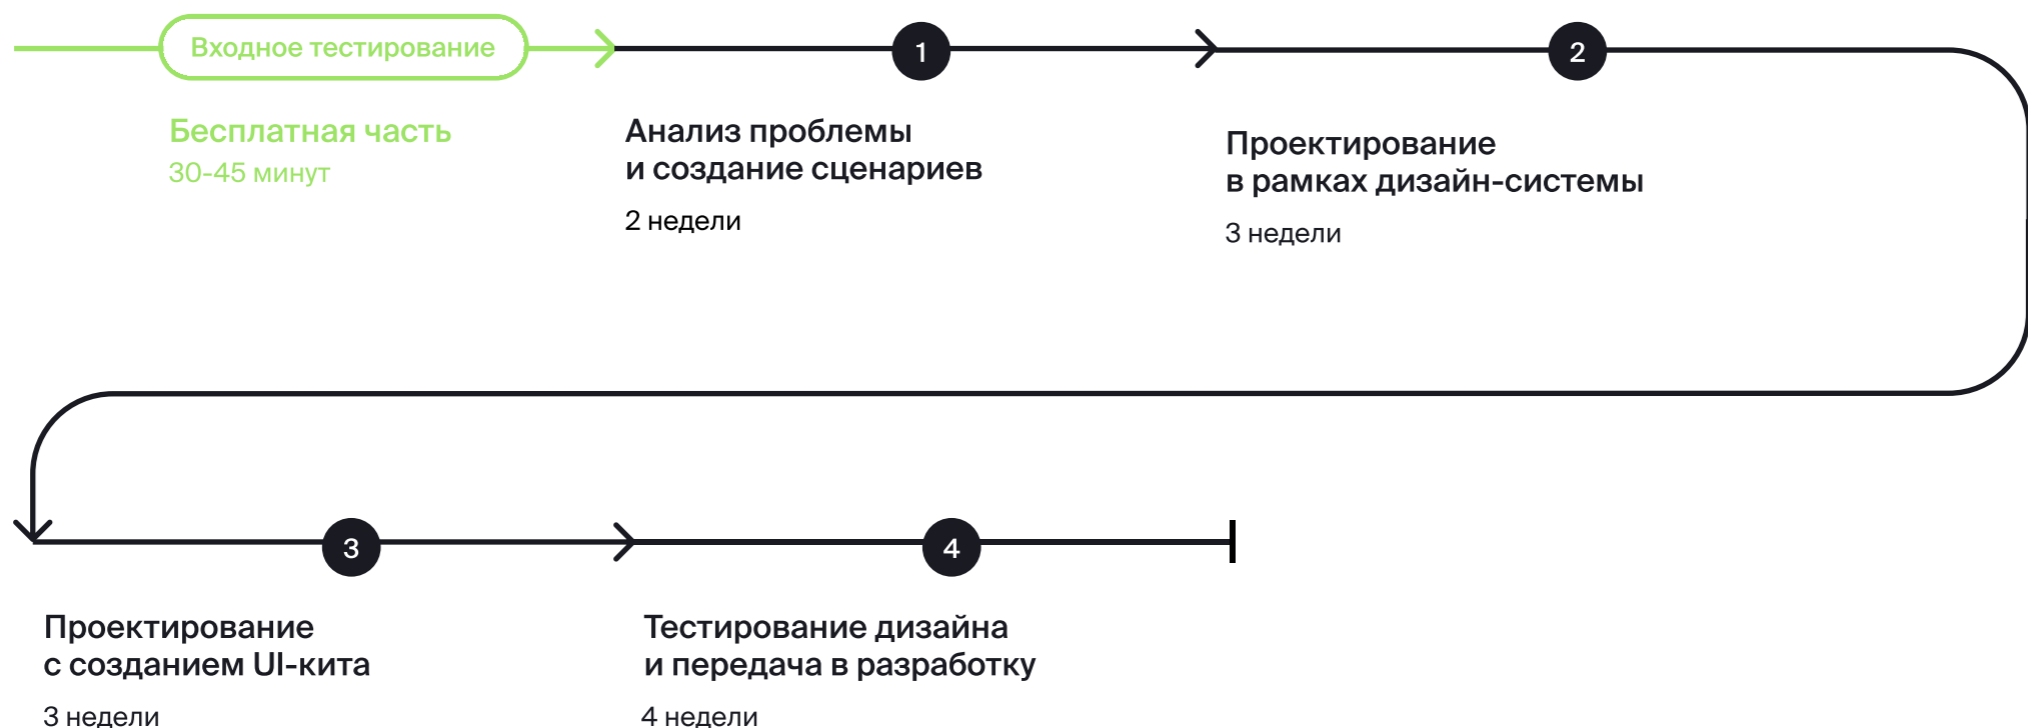 Входное тестирование
1
2
Бесплатная часть
30-45 минут
Анализ проблемы
и создание сценариев
2 недели
Проектирование
в рамках дизайн-системы
3 недели
3
4
Проектирование
с созданием UI-кита
3 недели
Тестирование дизайна
и передача в разработку
4 недели